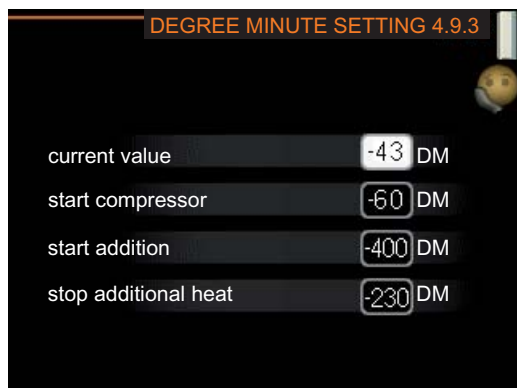 DEGREE MINUTE SETTING 4.9.3
current value -43 DM
start compressor -60 DM
start addition -400 DM
stop additional heat -230 DM